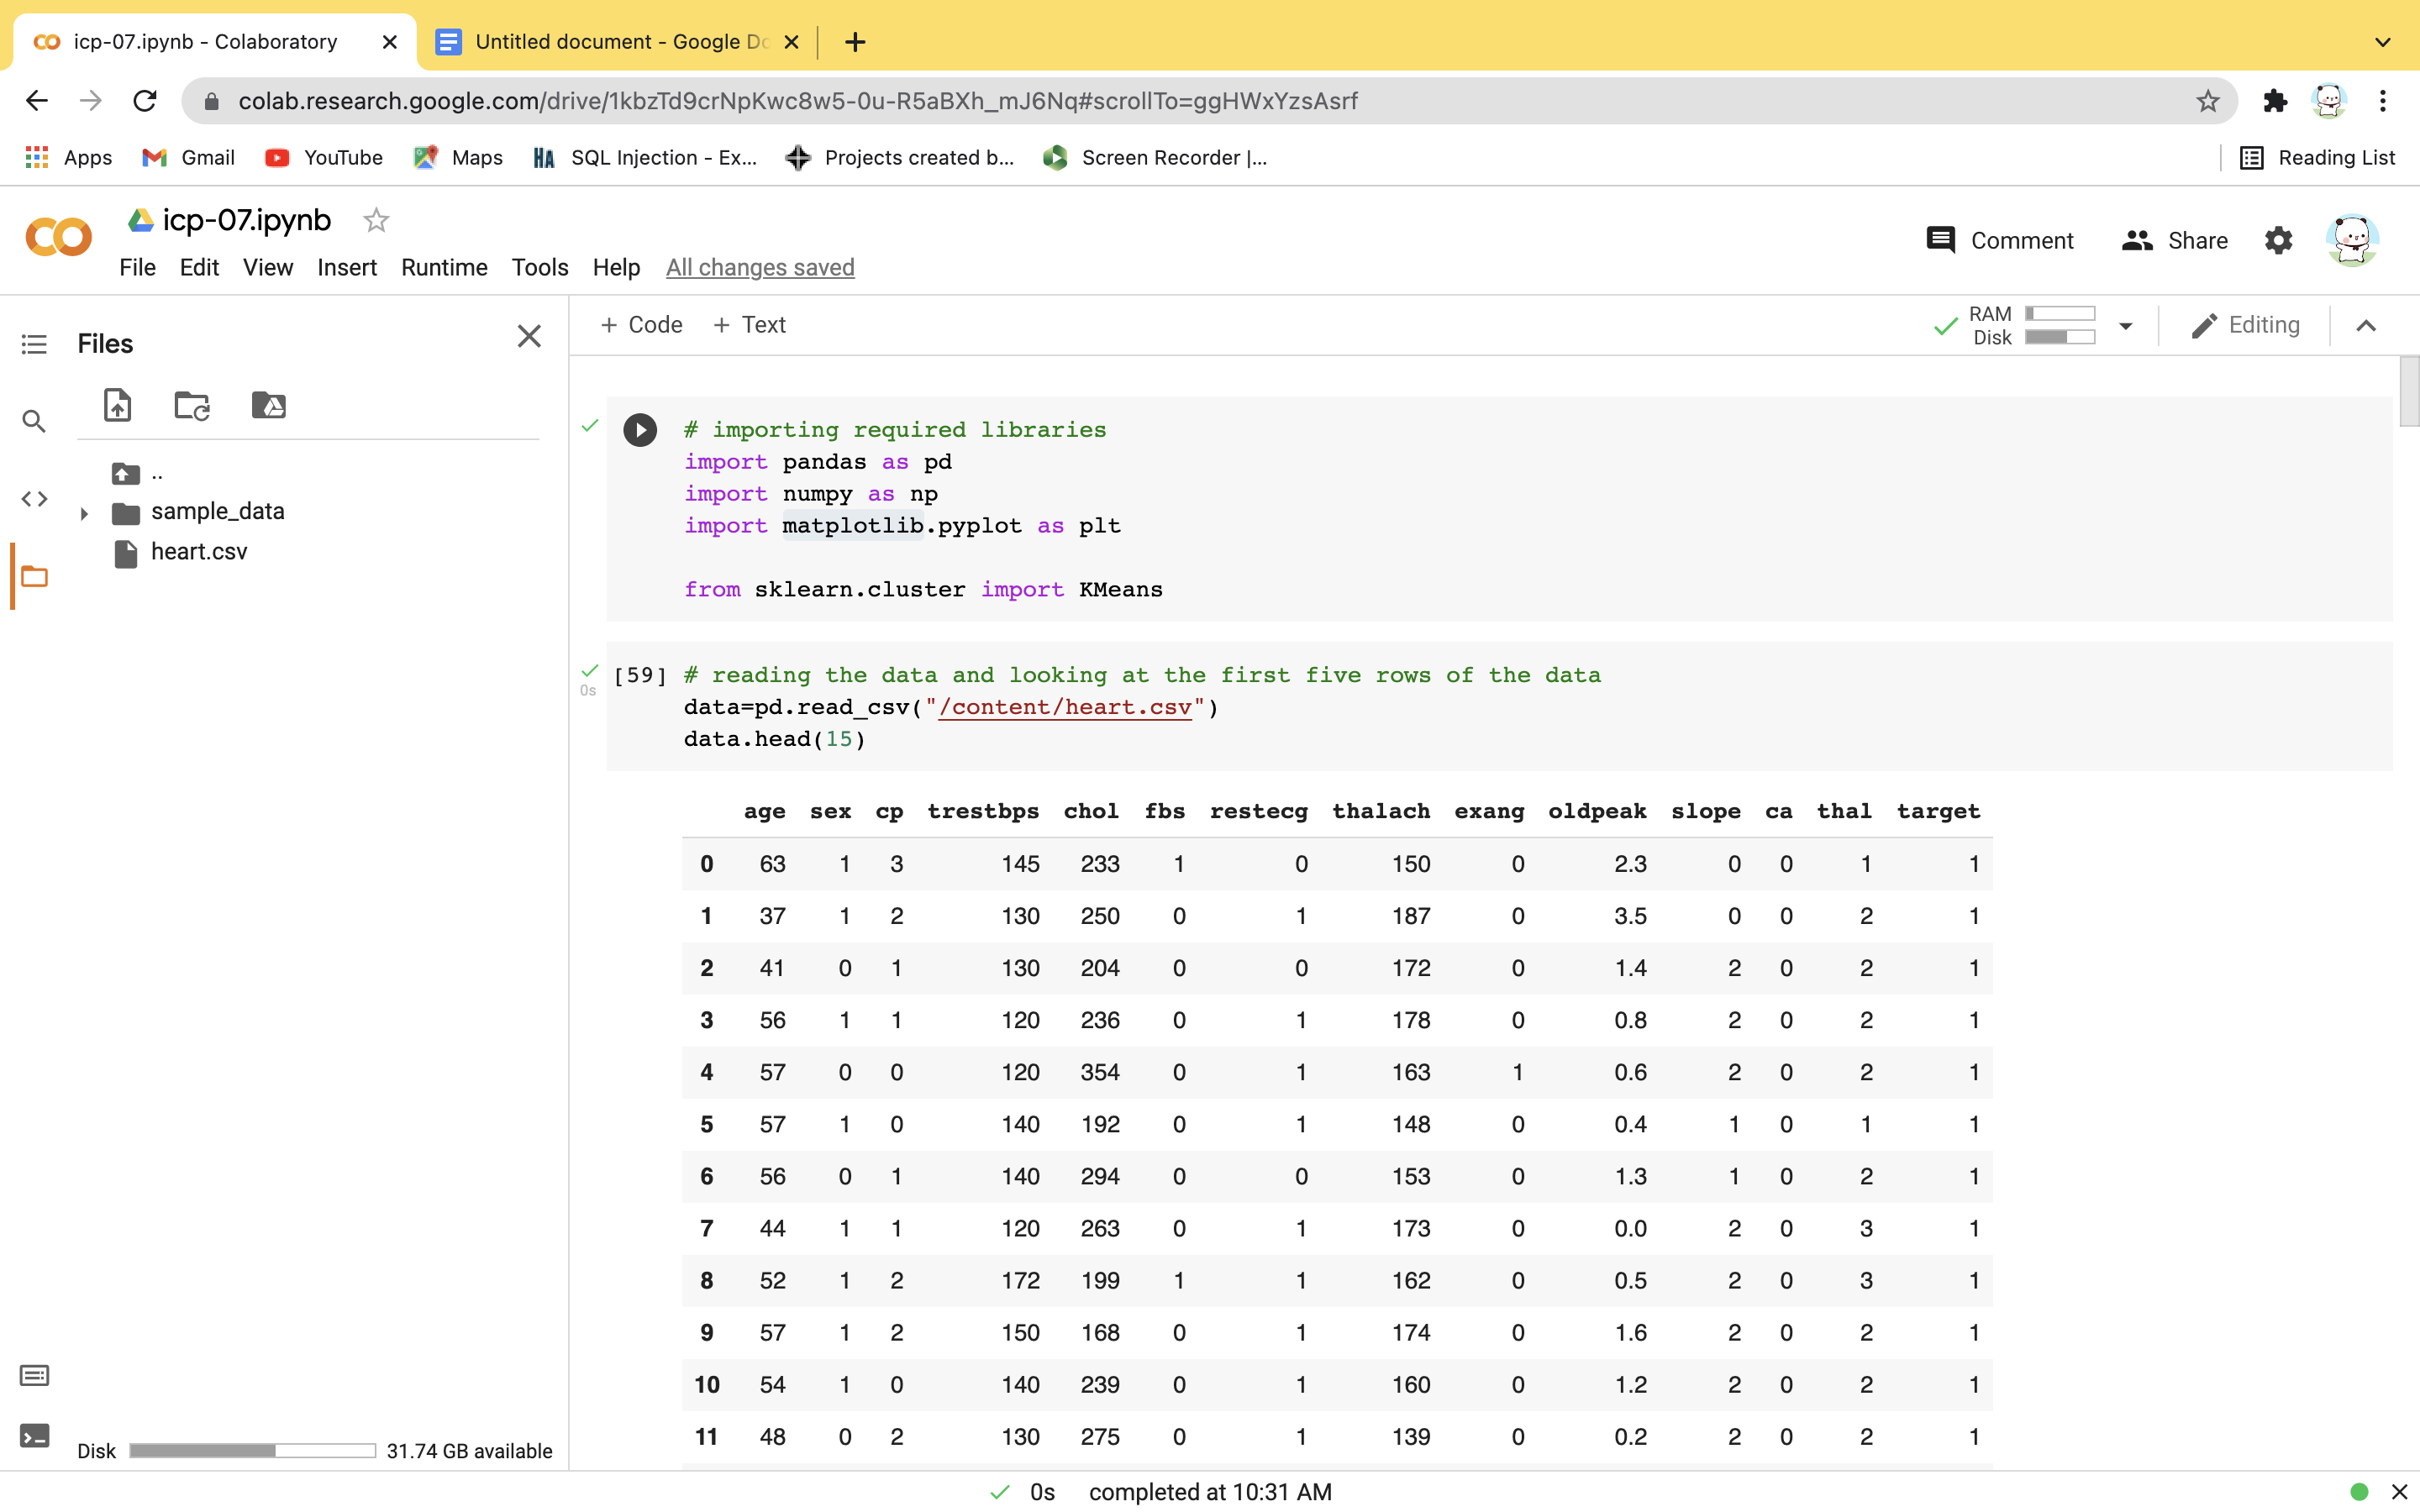 icp-07.ipynb - Colaboratory
Untitled document - Google Do
colab.research.google.com/drive/1kbzTd9crNpKwc8w5-0u-R5aBXh_mJ6Nq#scrollTo=ggHWxYzsAsrf
Apps Gmail YouTube Maps HA SQL Injection - Ex... Projects created b... Screen Recorder |... Reading List
icp-07.ipynb
Comment Share
File Edit View Insert Runtime Tools Help All changes saved
Files
+ Code + Text
RAM
Disk
Editing
..
sample_data
heart.csv
# importing required libraries
import pandas as pd
import numpy as np
import matplotlib.pyplot as plt
from sklearn.cluster import KMeans
0s
[59] # reading the data and looking at the first five rows of the data
data=pd.read_csv("/content/heart.csv")
data.head(15)
age sex cp trestbps chol fbs restecg thalach exang oldpeak slope ca thal target
0 63 1 3 145 233 1 0 150 0 2.3 0 0 1 1
1 37 1 2 130 250 0 1 187 0 3.5 0 0 2 1
2 41 0 1 130 204 0 0 172 0 1.4 2 0 2 1
3 56 1 1 120 236 0 1 178 0 0.8 2 0 2 1
4 57 0 0 120 354 0 1 163 1 0.6 2 0 2 1
5 57 1 0 140 192 0 1 148 0 0.4 1 0 1 1
6 56 0 1 140 294 0 0 153 0 1.3 1 0 2 1
7 44 1 1 120 263 0 1 173 0 0.0 2 0 3 1
8 52 1 2 172 199 1 1 162 0 0.5 2 0 3 1
9 57 1 2 150 168 0 1 174 0 1.6 2 0 2 1
10 54 1 0 140 239 0 1 160 0 1.2 2 0 2 1
11 48 0 2 130 275 0 1 139 0 0.2 2 0 2 1
Disk 31.74 GB available
0s completed at 10:31 AM